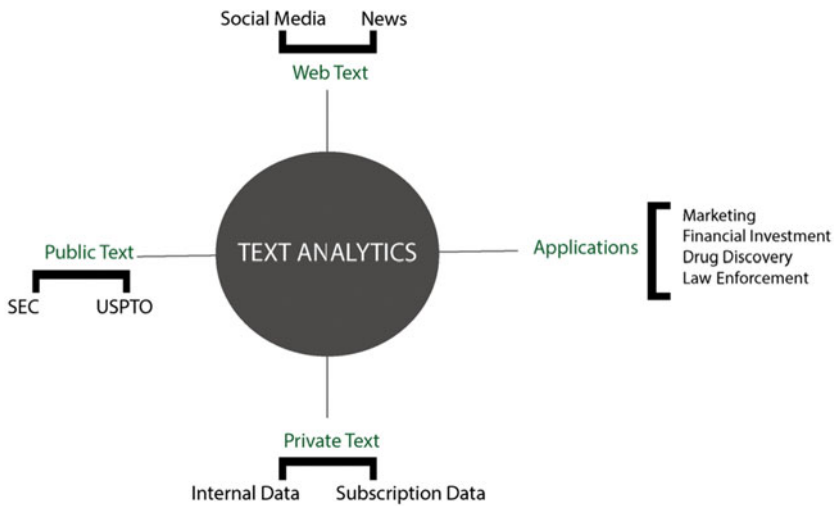 Social Media News
Web Text
TEXT ANALYTICS
Public Text
SEC USPTO
Applications
Marketing
Financial Investment
Drug Discovery
Law Enforcement
Private Text
Internal Data Subscription Data